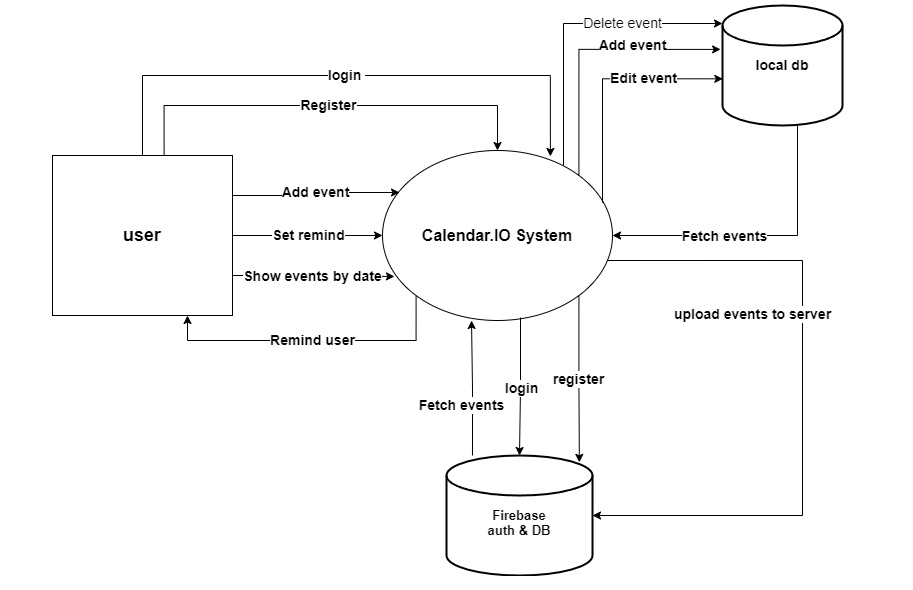 Delete event
Add event
local db
login
Edit event
Register
Add event
user
Set remind
Calendar.IO System
Fetch events
Show events by date
upload events to server
Remind user
register
login
Fetch events
Firebase
auth & DB